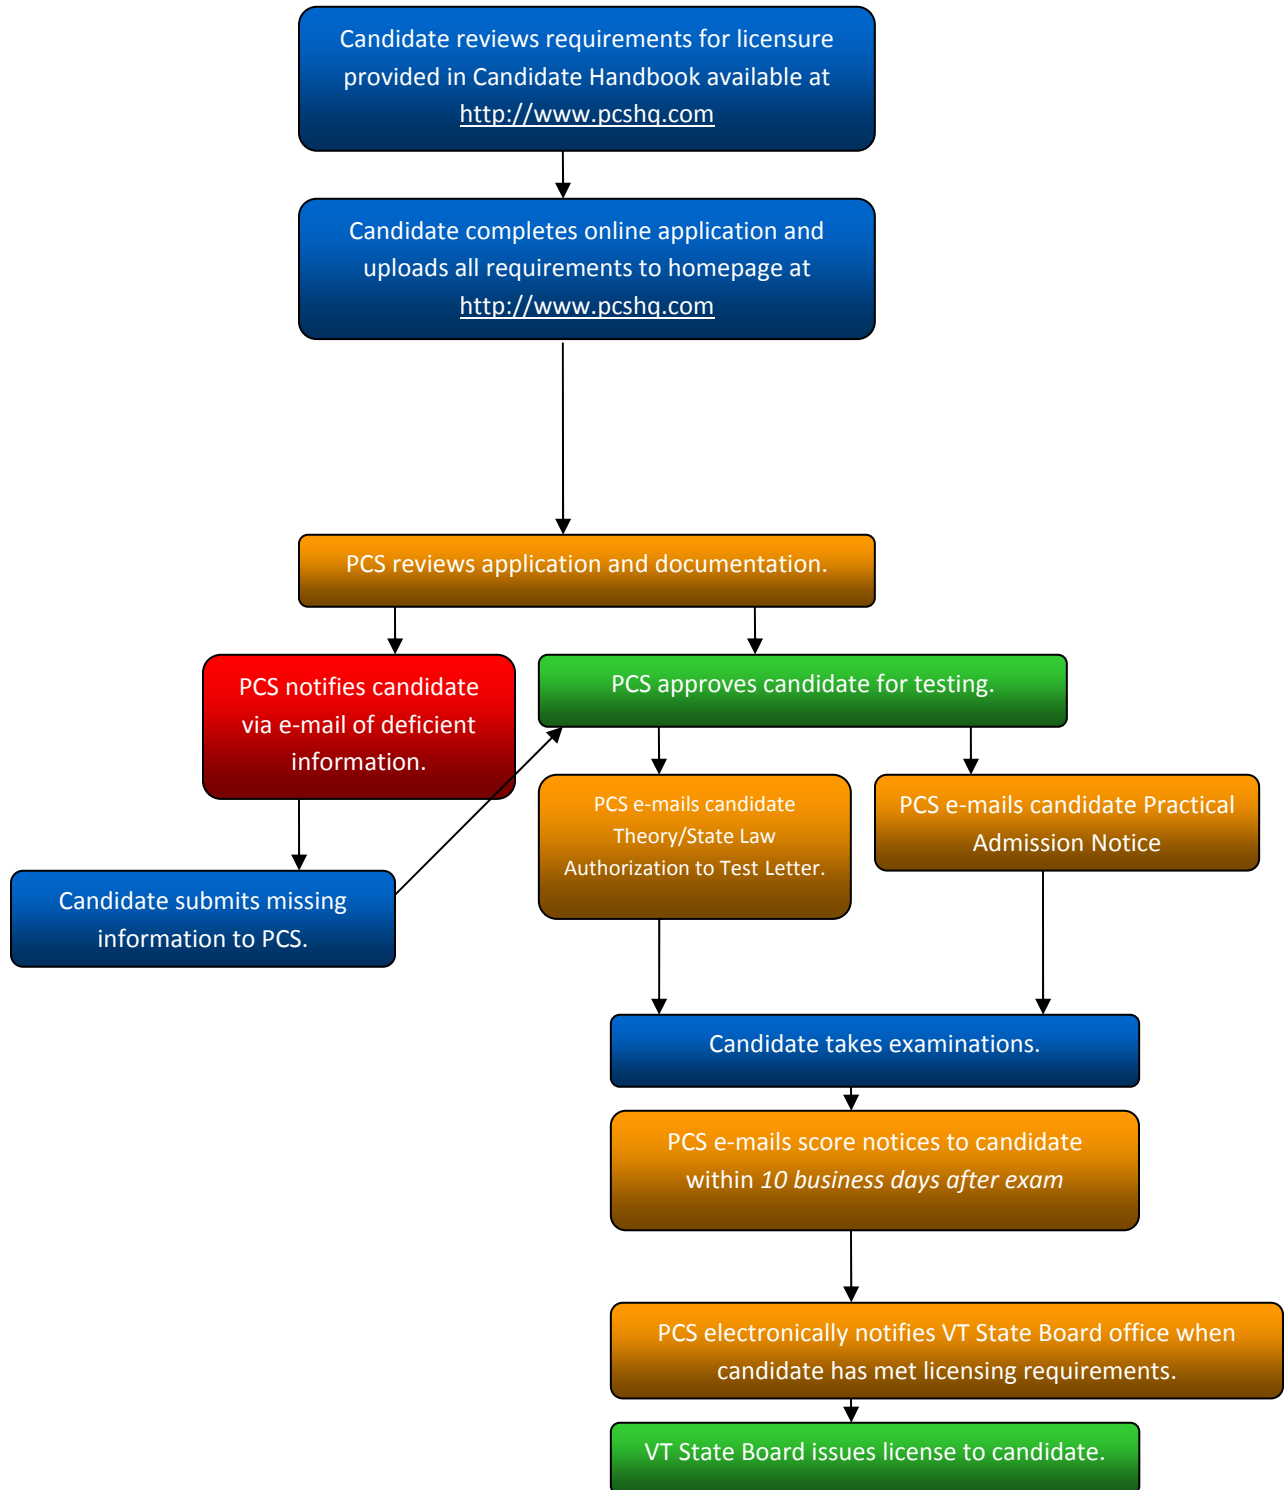 Candidate reviews requirements for licensure
provided in Candidate Handbook available at
http://www.pcshq.com
Candidate completes online application and
uploads all requirements to homepage at
http://www.pcshq.com
PCS reviews application and documentation.
PCS notifies candidate
via e-mail of deficient
information.
PCS approves candidate for testing.
PCS e-mails candidate
Theory/State Law
Authorization to Test Letter.
PCS e-mails candidate Practical
Admission Notice
Candidate submits missing
information to PCS.
Candidate takes examinations.
PCS e-mails score notices to candidate
within 10 business days after exam
PCS electronically notifies VT State Board office when
candidate has met licensing requirements.
VT State Board issues license to candidate.